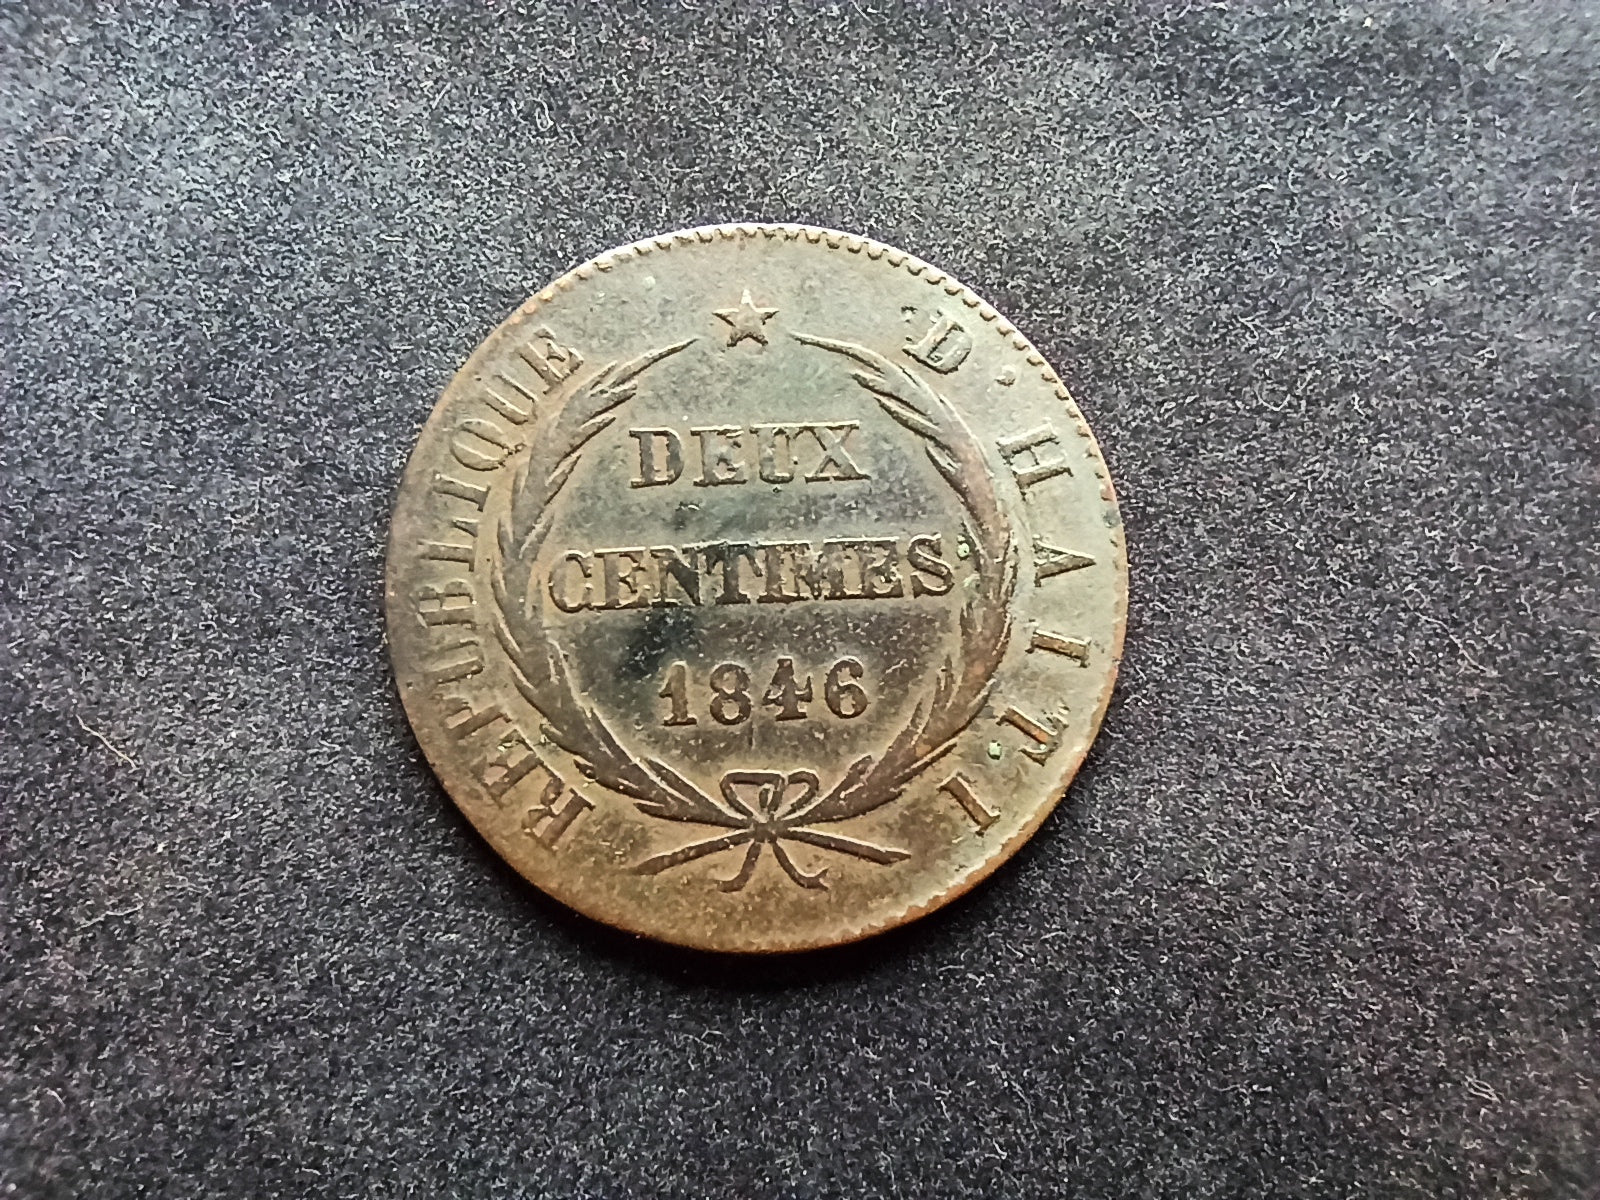 REPUBLIQUE D'HAITI
DEUX
CENTIMES
1846